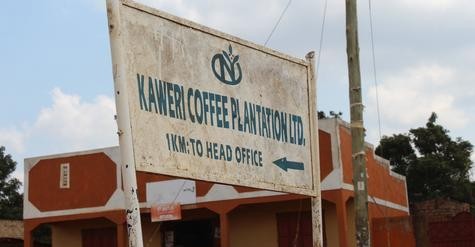 KAWERI COFFEE PLANTATION LTD.
1KM: TO HEAD OFFICE